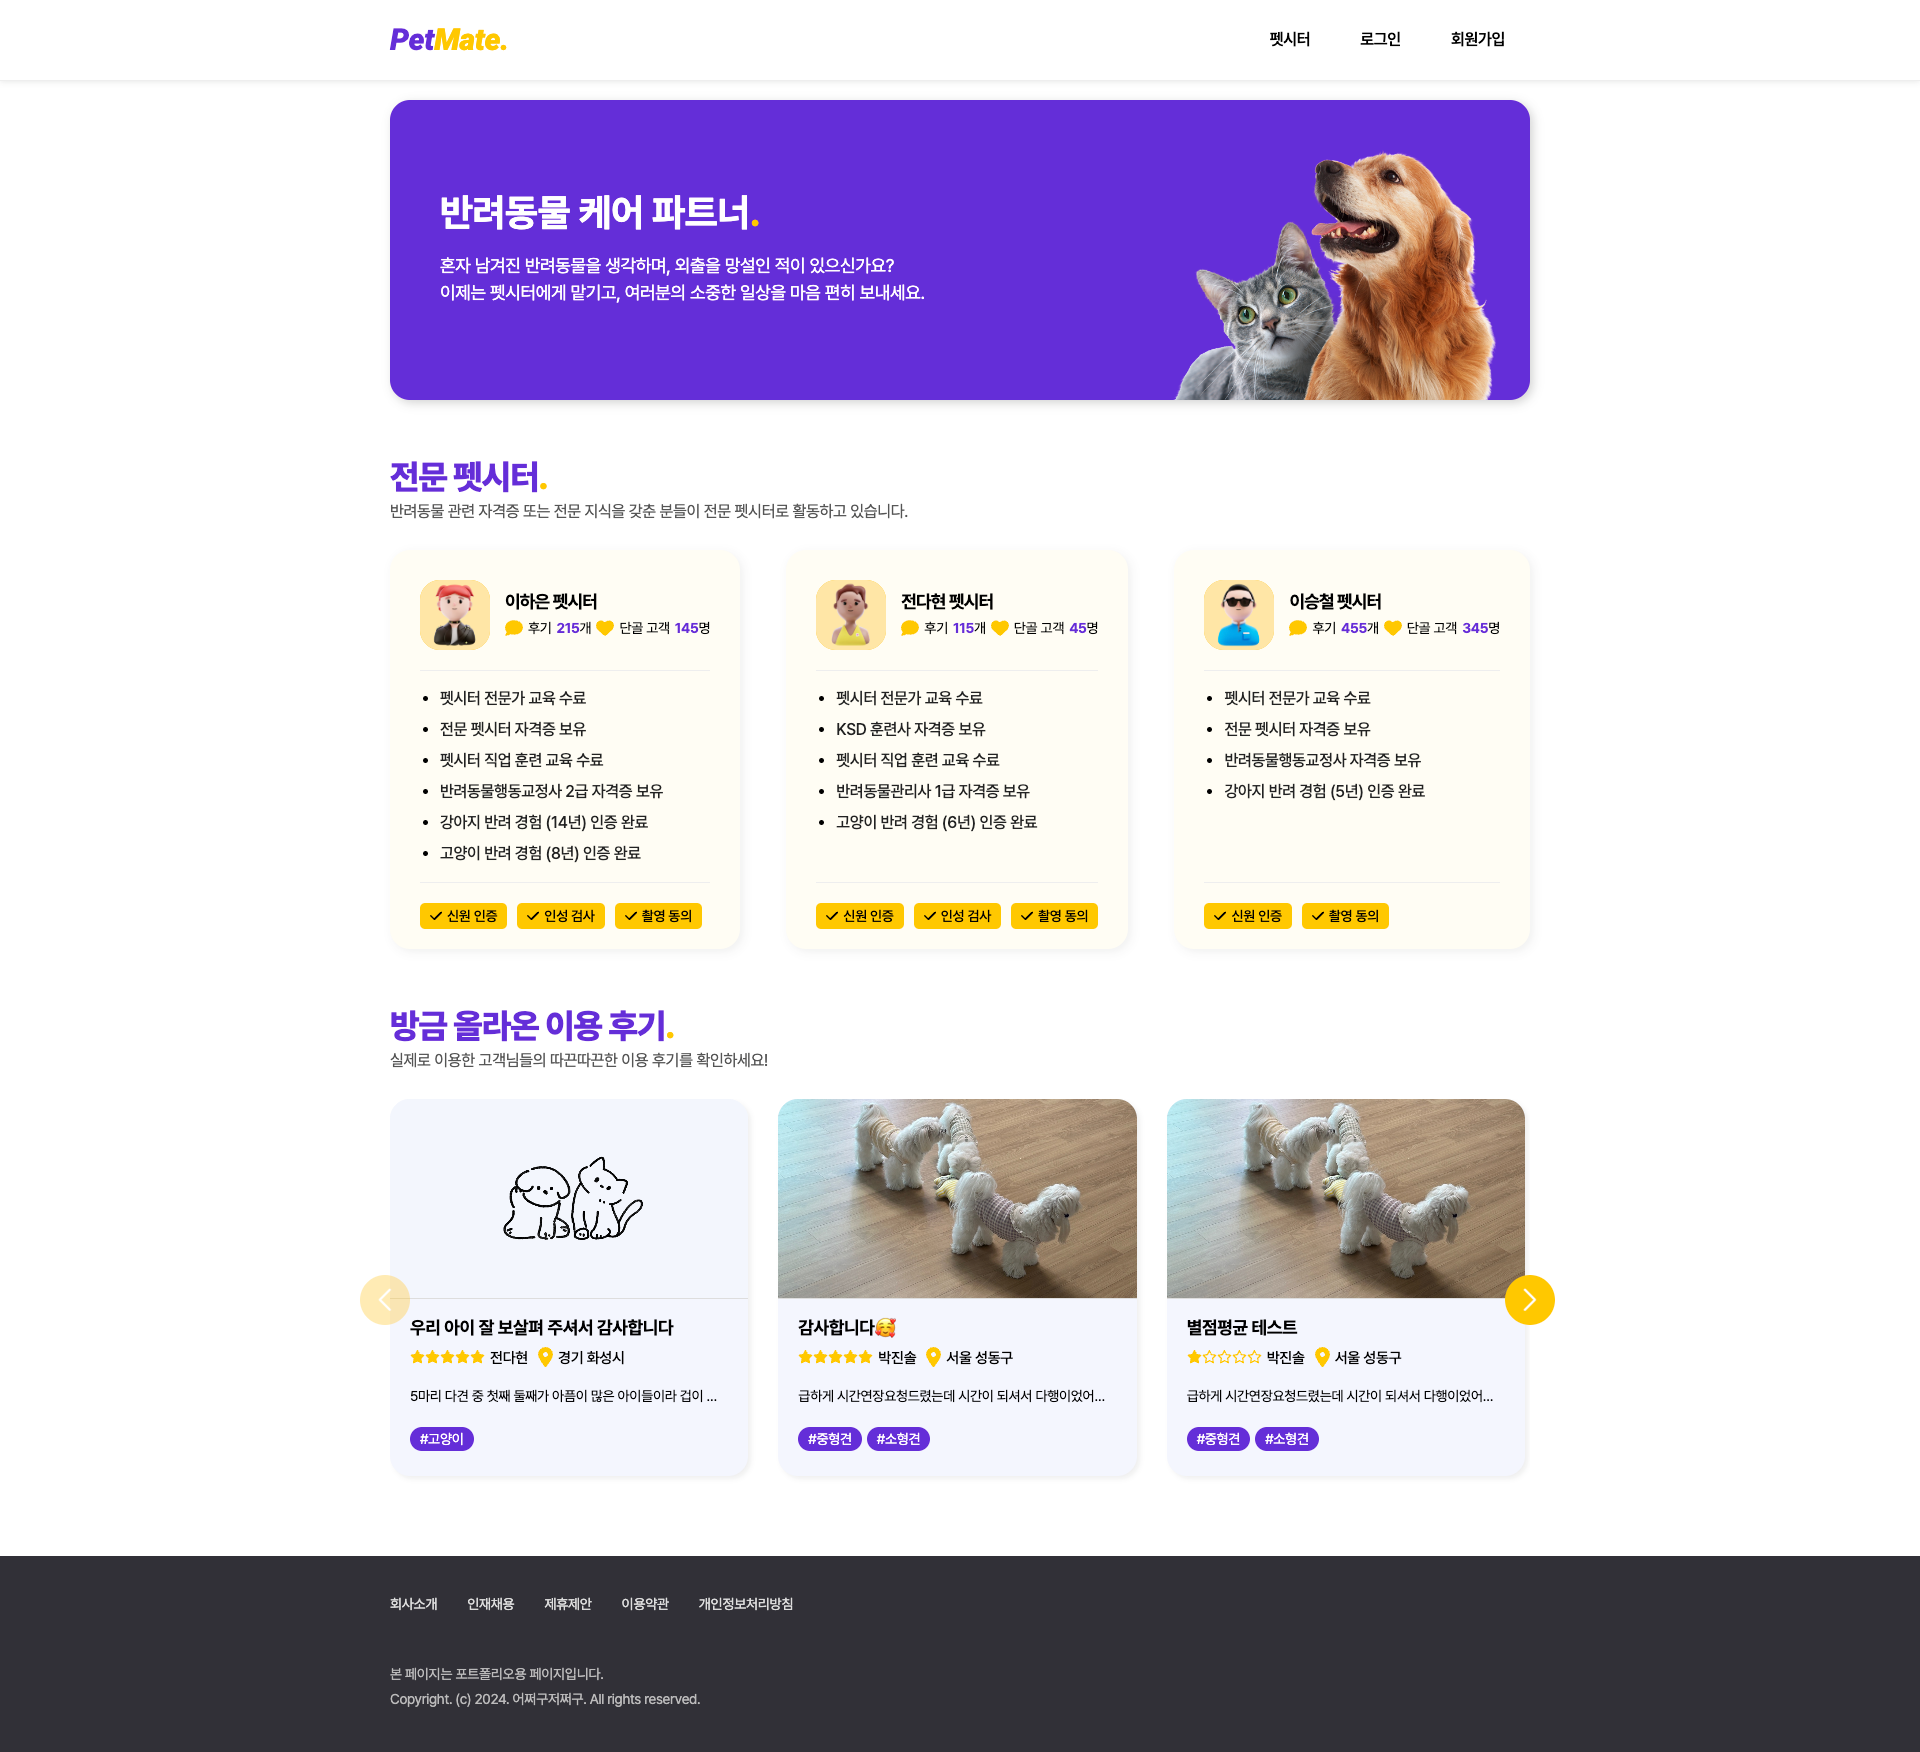 PetMate.
펫시터
로그인
회원가입
반려동물 케어 파트너.
혼자 남겨진 반려동물을 생각하며, 외출을 망설인 적이 있으신가요?
이제는 펫시터에게 맡기고, 여러분의 소중한 일상을 마음 편히 보내세요.
전문 펫시터.
반려동물 관련 자격증 또는 전문 지식을 갖춘 분들이 전문 펫시터로 활동하고 있습니다.
이하은 펫시터
후기 215개 단골 고객 145명
펫시터 전문가 교육 수료
전문 펫시터 자격증 보유
펫시터 직업 훈련 교육 수료
반려동물행동교정사 2급 자격증 보유
강아지 반려 경험 (14년) 인증 완료
고양이 반려 경험 (8년) 인증 완료
신원 인증
인성 검사
촬영 동의
전다현 펫시터
후기 115개 단골 고객 45명
펫시터 전문가 교육 수료
KSD 훈련사 자격증 보유
펫시터 직업 훈련 교육 수료
반려동물관리사 1급 자격증 보유
고양이 반려 경험 (6년) 인증 완료
신원 인증
인성 검사
촬영 동의
이승철 펫시터
후기 455개 단골 고객 345명
펫시터 전문가 교육 수료
전문 펫시터 자격증 보유
반려동물행동교정사 자격증 보유
강아지 반려 경험 (5년) 인증 완료
신원 인증
촬영 동의
방금 올라온 이용 후기.
실제로 이용한 고객님들의 따끈따끈한 이용 후기를 확인하세요!
우리 아이 잘 보살펴 주셔서 감사합니다
전다현 경기 화성시
5마리 다견 중 첫째 둘째가 아픔이 많은 아이들이라 겁이 ...
#고양이
감사합니다🥰
박진솔 서울 성동구
급하게 시간연장요청드렸는데 시간이 되셔서 다행이었어...
#중형견 #소형견
별점평균 테스트
박진솔 서울 성동구
급하게 시간연장요청드렸는데 시간이 되셔서 다행이었어...
#중형견 #소형견
회사소개
인재채용
제휴제안
이용약관
개인정보처리방침
본 페이지는 포트폴리오용 페이지입니다.
Copyright. (c) 2024. 어쩌구저쩌구. All rights reserved.